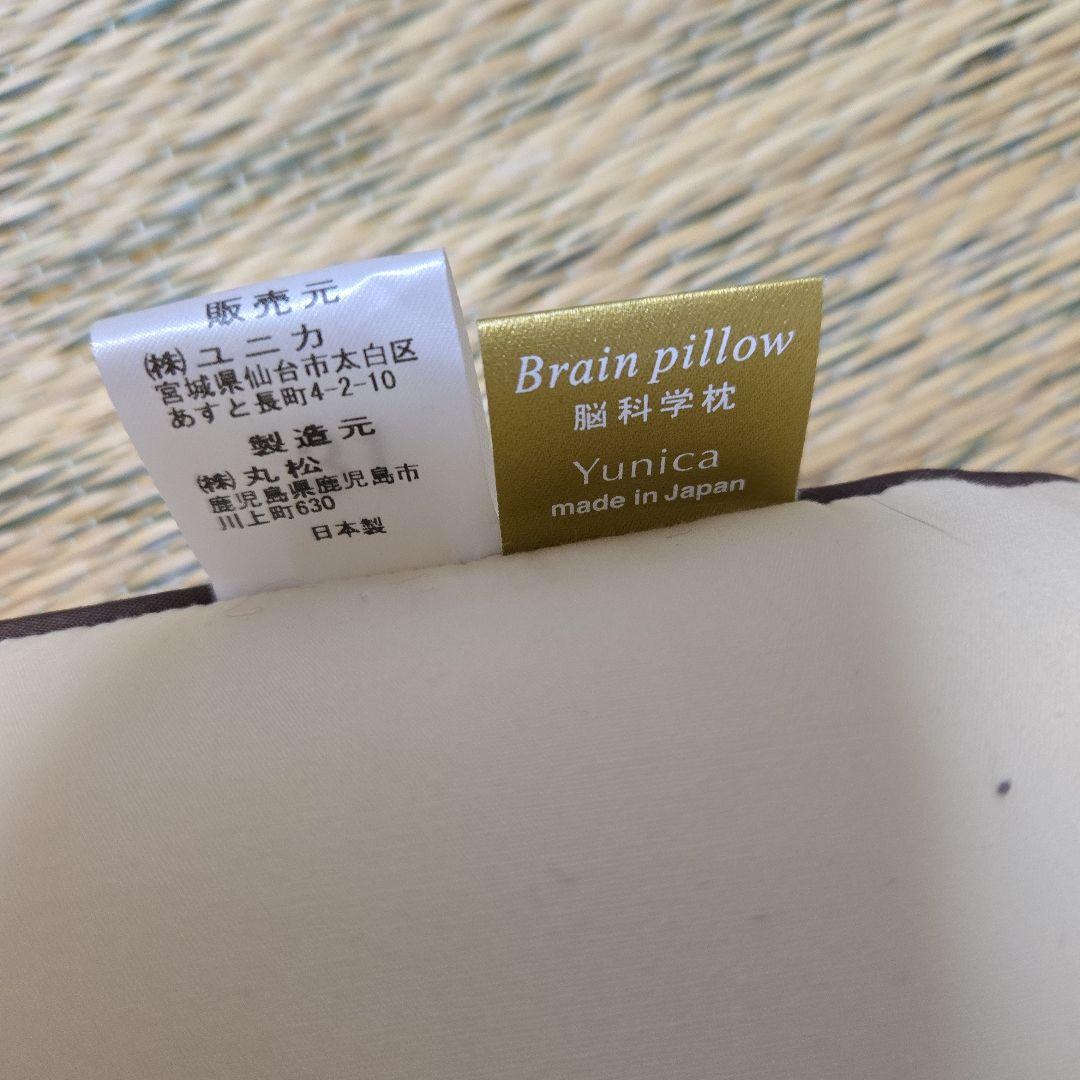 販売元
㈱ユニカ
宮城県仙台市太白区
あすと長町4-2-10
製造元
㈱丸松
鹿児島県鹿児島市
川上町630
日本製
Brain pillow
脳科学枕
Yunica
made in Japan